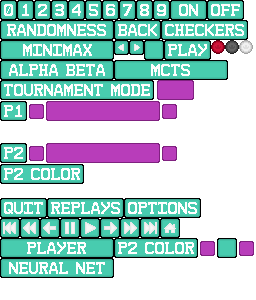 0 1 2 3 4 5 6 7 8 9 ON OFF
RANDOMNESS BACK CHECKERS
MINIMAX PLAY
ALPHA BETA MCTS
TOURNAMENT MODE
P1
P2
P2 COLOR
QUIT REPLAYS OPTIONS
PLAYER P2 COLOR
NEURAL NET